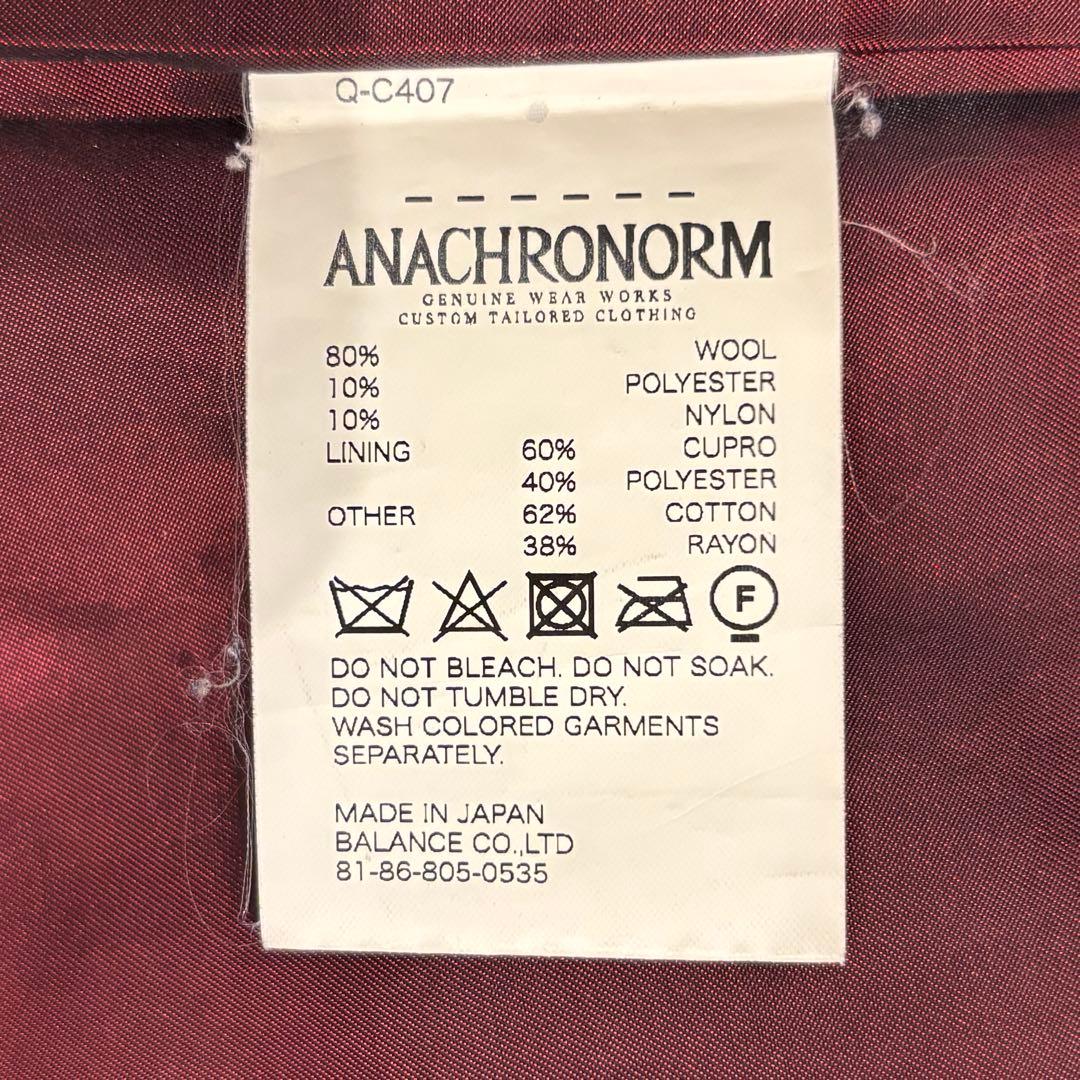 Q-C407
ANACHRONORM
GENUINE WEAR WORKS
CUSTOM TAILORED CLOTHING
80% WOOL
10% POLYESTER
10% NYLON
LINING 60% CUPRO
40% POLYESTER
OTHER 62% COTTON
38% RAYON
F
DO NOT BLEACH. DO NOT SOAK.
DO NOT TUMBLE DRY.
WASH COLORED GARMENTS
SEPARATELY.
MADE IN JAPAN
BALANCE CO.,LTD
81-86-805-0535